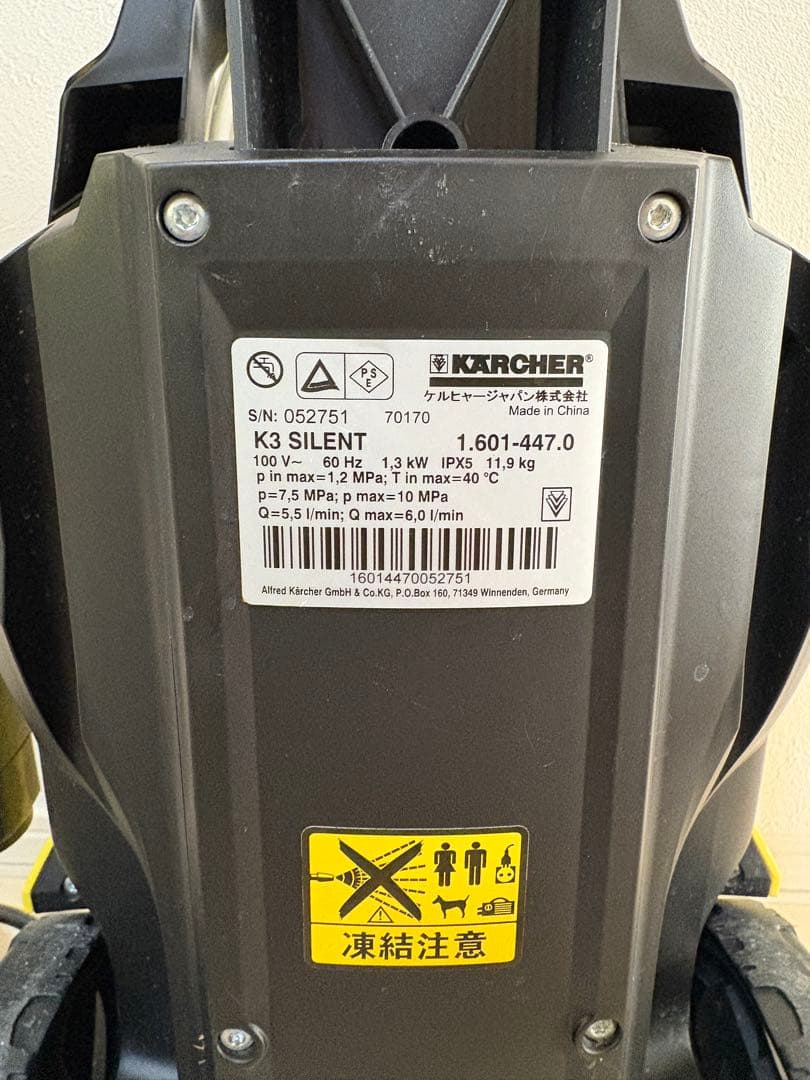 PSE
KÄRCHER®
ケルヒャージャパン株式会社
Made in China
S/N: 052751 70170
K3 SILENT 1.601-447.0
100 V~ 60 Hz 1,3 kW IPX5 11,9 kg
p in max=1,2 MPa; T in max=40 °C
p=7,5 MPa; p max=10 MPa
Q=5,5 l/min; Q max=6,0 l/min
16014470052751
Alfred Kärcher GmbH & Co.KG, P.O.Box 160, 71349 Winnenden, Germany
凍結注意